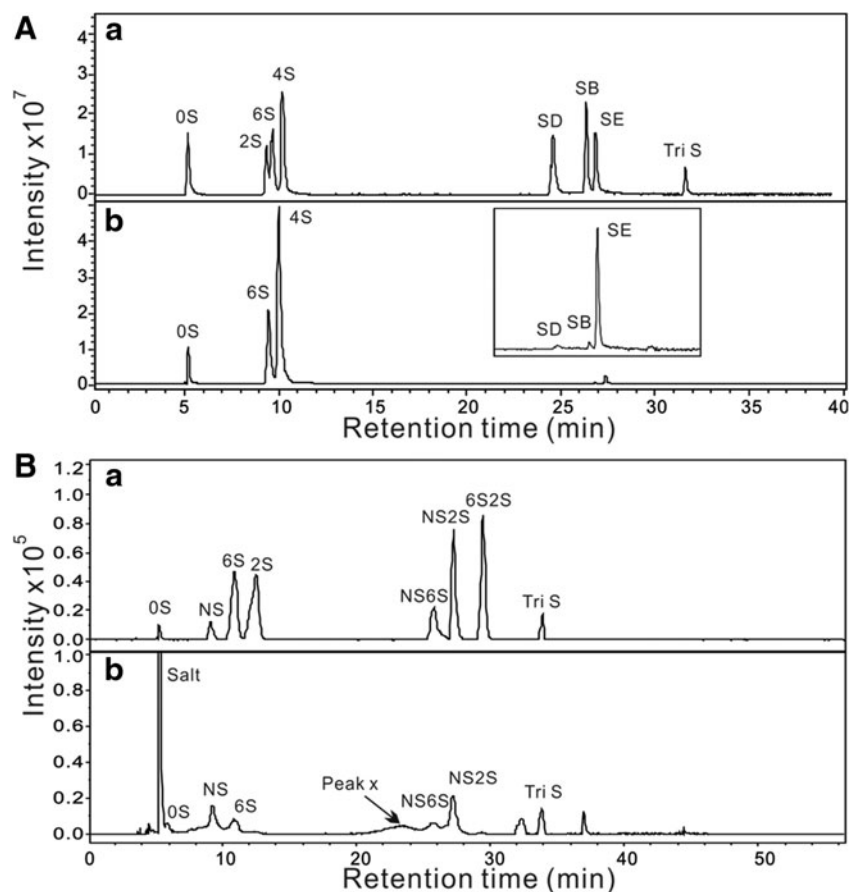 A
a
Intensity x10⁷
4
3
2
1
0
0S
2S
6S
4S
SD
SB
SE
Tri S
b
4
3
2
1
0
0S
6S
4S
SD
SB
SE
0 5 10 15 20 25 30 35 40
Retention time (min)
B
a
Intensity x10⁵
1.2
1.0
0.8
0.6
0.4
0.2
0.0
0S
NS
6S
2S
NS6S
NS2S
6S2S
Tri S
b
1.0
0.8
0.6
0.4
0.2
0.0
Salt
0S
NS
6S
Peak x
NS6S
NS2S
Tri S
0 10 20 30 40 50
Retention time (min)